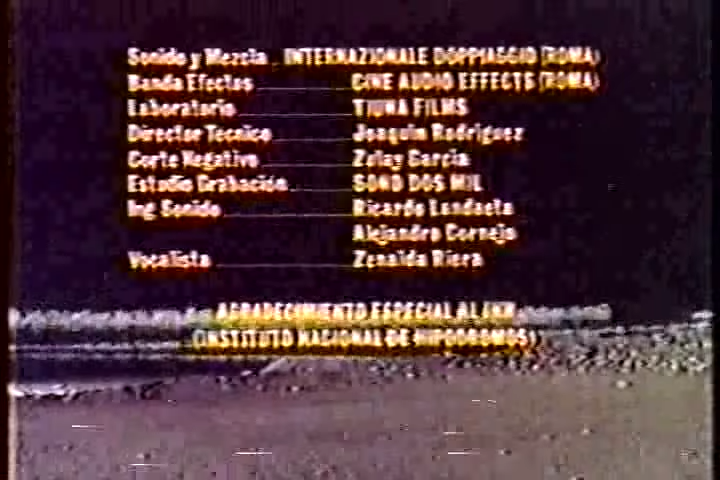 Sonido y Mezcla . INTERNAZIONALE DOPPIAGGIO (ROMA)
Banda Efectos CINE AUDIO EFFECTS (ROMA)
Laboratorio TIUNA FILMS
Director Tecnico Joaquin Rodriguez
Corte Negativo Zulay Garcia
Estudio Grabación SONO DOS MIL
Ing Sonido Ricardo Landaeta
Alejandro Cornejo
Vocalista Zenaida Riera
AGRADECIMIENTO ESPECIAL AL INH
(INSTITUTO NACIONAL DE HIPODROMOS)